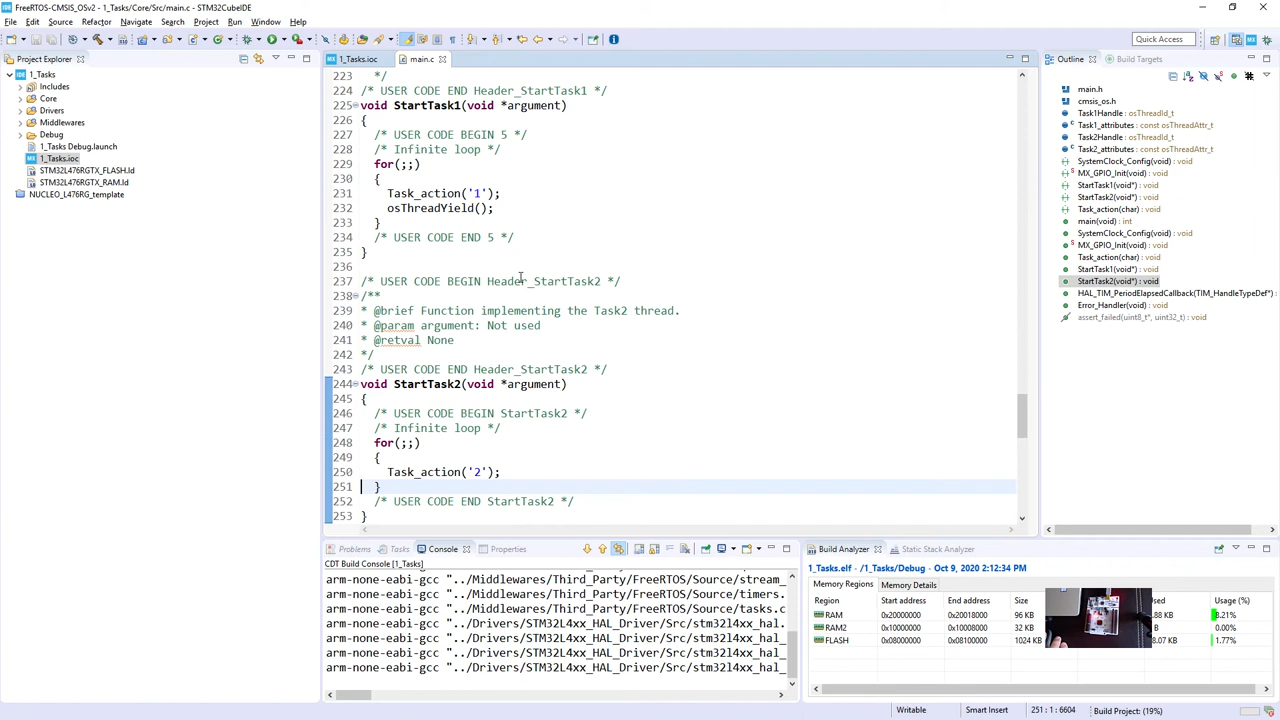 FreeRTOS-CMSIS_OSv2 - 1_Tasks/Core/Src/main.c - STM32CubeIDE
File Edit Source Refactor Navigate Search Project Run Window Help
Quick Access
Project Explorer
1_Tasks
Includes
Core
Drivers
Middlewares
Debug
1_Tasks Debug.launch
1_Tasks.ioc
STM32L476RGTX_FLASH.ld
STM32L476RGTX_RAM.ld
NUCLEO_L476RG_template
1_Tasks.ioc main.c
223 */
224 /* USER CODE END Header_StartTask1 */
225 void StartTask1(void *argument)
226 {
227 /* USER CODE BEGIN 5 */
228 /* Infinite loop */
229 for(;;)
230 {
231 Task_action('1');
232 osThreadYield();
233 }
234 /* USER CODE END 5 */
235 }
236
237 /* USER CODE BEGIN Header_StartTask2 */
238 /**
239 * @brief Function implementing the Task2 thread.
240 * @param argument: Not used
241 * @retval None
242 */
243 /* USER CODE END Header_StartTask2 */
244 void StartTask2(void *argument)
245 {
246 /* USER CODE BEGIN StartTask2 */
247 /* Infinite loop */
248 for(;;)
249 {
250 Task_action('2');
251 }
252 /* USER CODE END StartTask2 */
253 }
Outline Build Targets
main.h
cmsis_os.h
Task1Handle : osThreadId_t
Task1_attributes : const osThreadAttr_t
Task2Handle : osThreadId_t
Task2_attributes : const osThreadAttr_t
SystemClock_Config(void) : void
MX_GPIO_Init(void) : void
StartTask1(void*) : void
StartTask2(void*) : void
Task_action(char) : void
main(void) : int
SystemClock_Config(void) : void
MX_GPIO_Init(void) : void
Task_action(char) : void
StartTask1(void*) : void
StartTask2(void*) : void
HAL_TIM_PeriodElapsedCallback(TIM_HandleTypeDef*) :
Error_Handler(void) : void
assert_failed(uint8_t*, uint32_t) : void
Problems Tasks Console Properties
CDT Build Console [1_Tasks]
arm-none-eabi-gcc "../Middlewares/Third_Party/FreeRTOS/Source/stream_
arm-none-eabi-gcc "../Middlewares/Third_Party/FreeRTOS/Source/timers.
arm-none-eabi-gcc "../Middlewares/Third_Party/FreeRTOS/Source/tasks.c
arm-none-eabi-gcc "../Drivers/STM32L4xx_HAL_Driver/Src/stm32l4xx_hal.
arm-none-eabi-gcc "../Drivers/STM32L4xx_HAL_Driver/Src/stm32l4xx_hal_
arm-none-eabi-gcc "../Drivers/STM32L4xx_HAL_Driver/Src/stm32l4xx_hal_
arm-none-eabi-gcc "../Drivers/STM32L4xx_HAL_Driver/Src/stm32l4xx_hal_
Build Analyzer Static Stack Analyzer
1_Tasks.elf - /1_Tasks/Debug - Oct 9, 2020 2:12:34 PM
Memory Regions Memory Details
Region Start address End address Size Used Usage (%)
RAM 0x20000000 0x20018000 96 KB .88 KB 8.21%
RAM2 0x10000000 0x10008000 32 KB B 0.00%
FLASH 0x08000000 0x08100000 1024 KB 8.07 KB 1.77%
Writable Smart Insert 251 : 1 : 6604 Build Project: (19%)